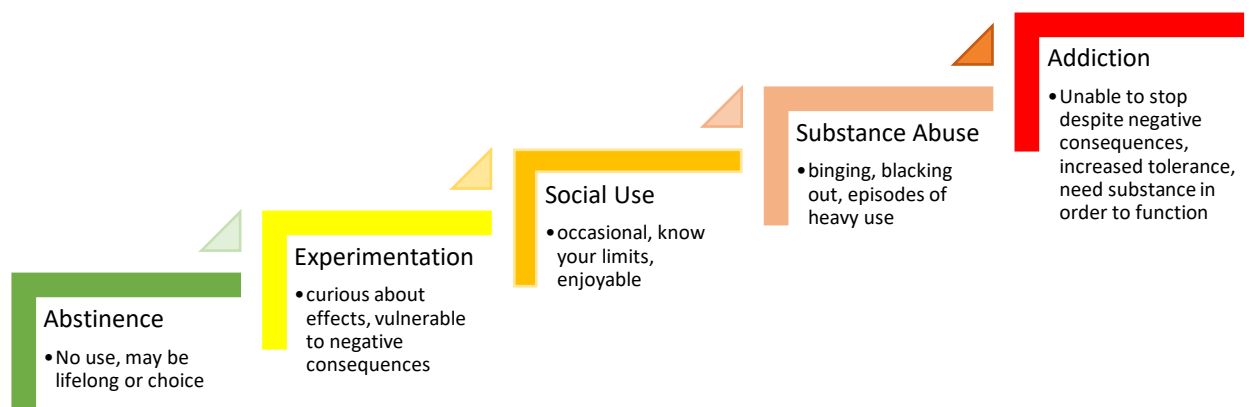 Abstinence
•No use, may be
lifelong or choice
Experimentation
•curious about
effects, vulnerable
to negative
consequences
Social Use
•occasional, know
your limits,
enjoyable
Substance Abuse
•binging, blacking
out, episodes of
heavy use
Addiction
•Unable to stop
despite negative
consequences,
increased tolerance,
need substance in
order to function